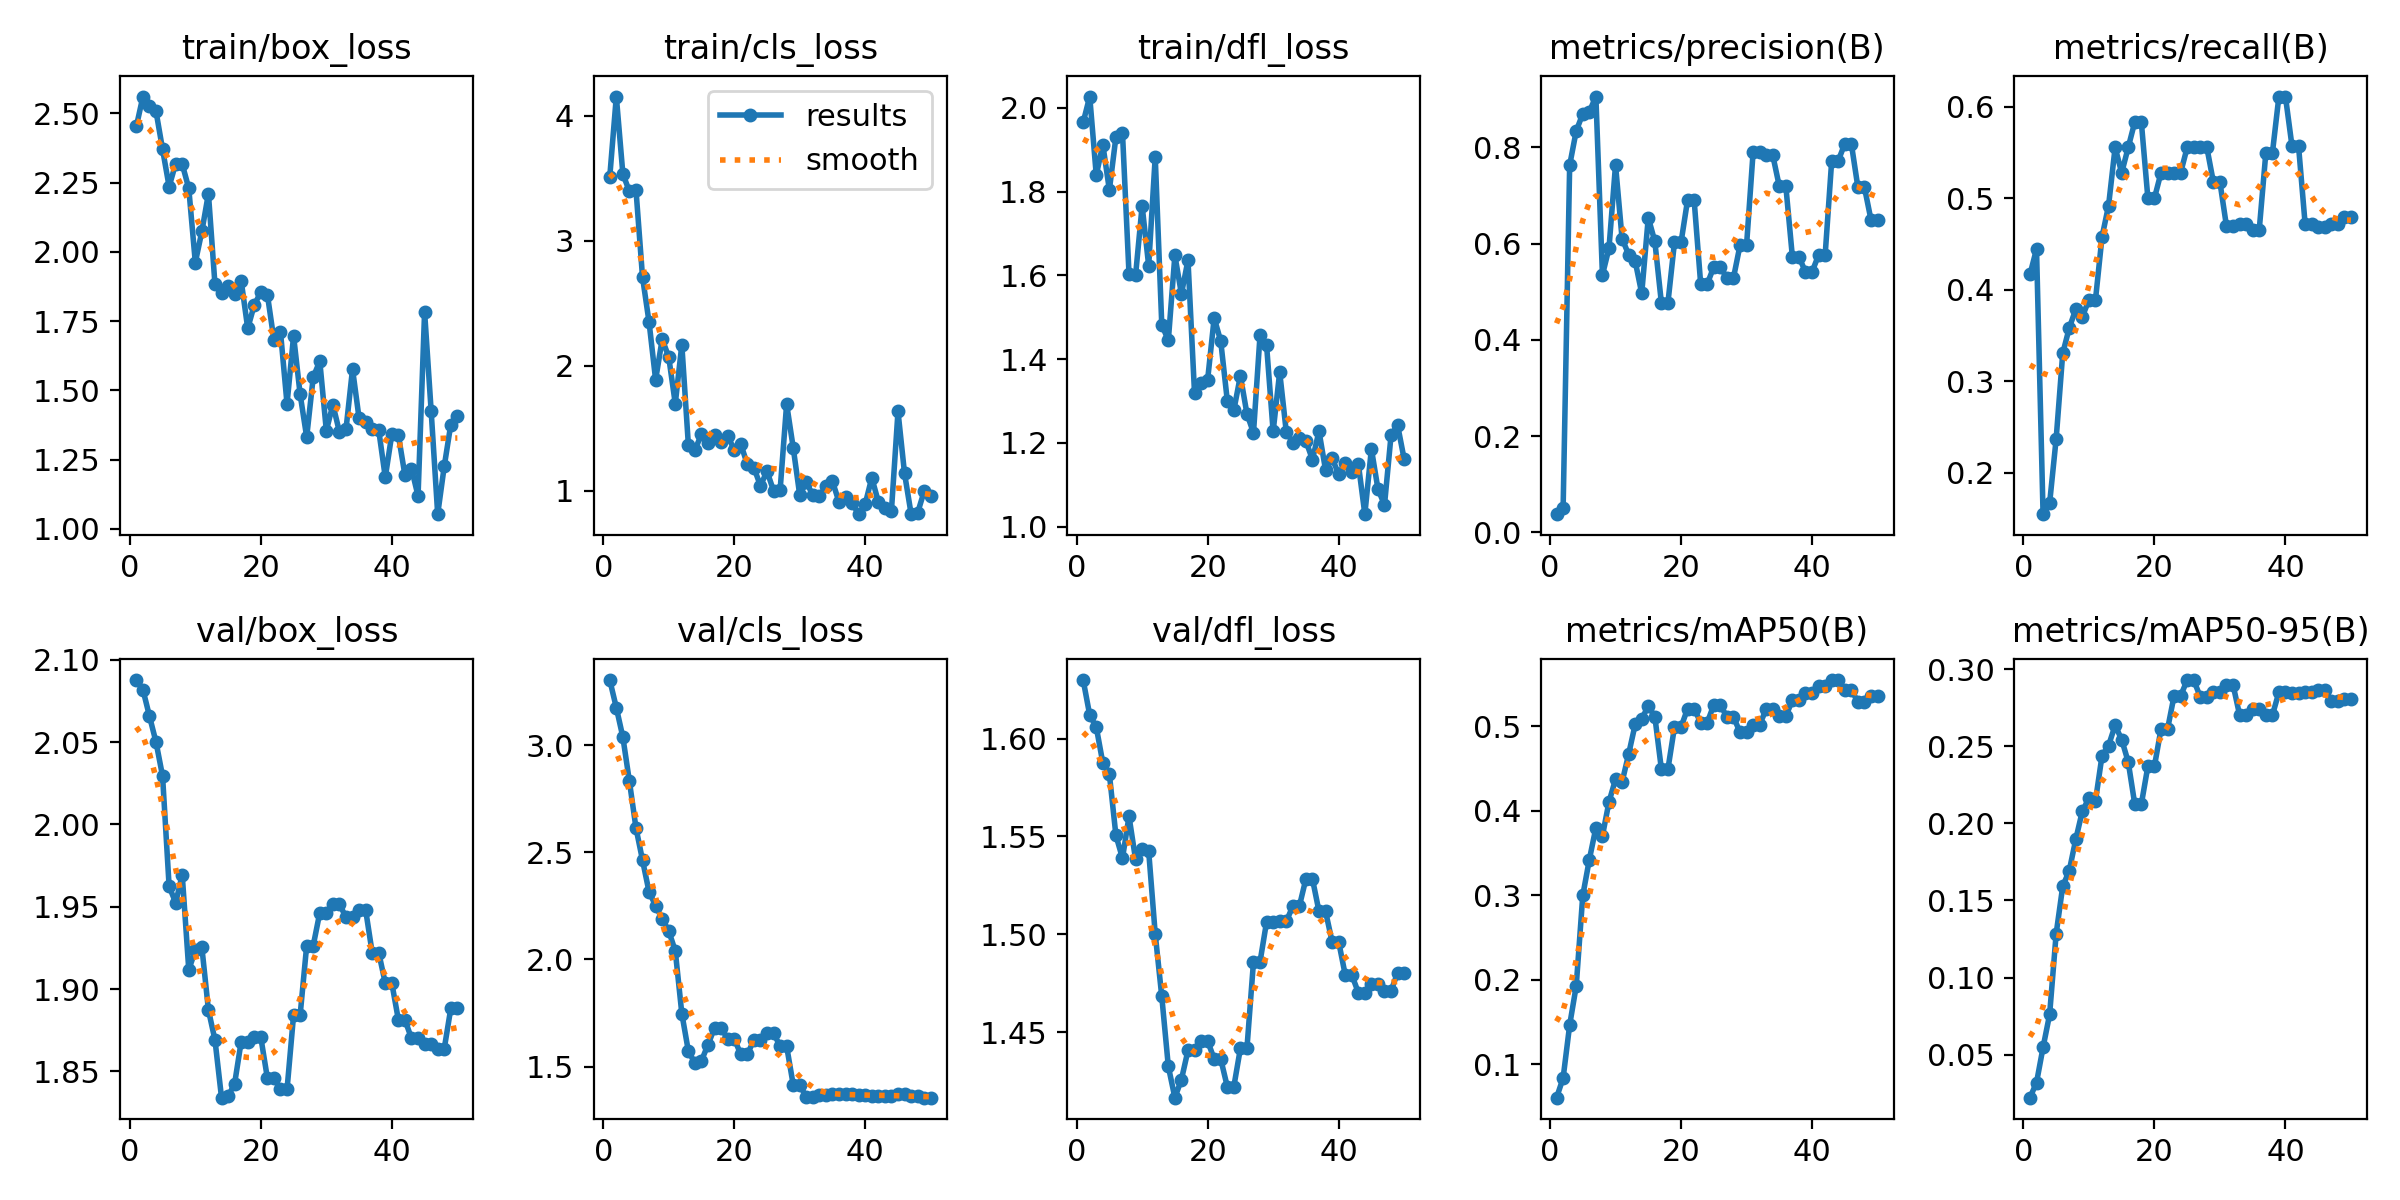 train/box_loss
train/cls_loss
train/dfl_loss
metrics/precision(B)
metrics/recall(B)
2.50
2.25
2.00
1.75
1.50
1.25
1.00
0 20 40
results
smooth
4
3
2
1
0 20 40
2.0
1.8
1.6
1.4
1.2
1.0
0 20 40
0.8
0.6
0.4
0.2
0.0
0 20 40
0.6
0.5
0.4
0.3
0.2
0 20 40
val/box_loss
val/cls_loss
val/dfl_loss
metrics/mAP50(B)
metrics/mAP50-95(B)
2.10
2.05
2.00
1.95
1.90
1.85
0 20 40
3.0
2.5
2.0
1.5
0 20 40
1.60
1.55
1.50
1.45
0 20 40
0.5
0.4
0.3
0.2
0.1
0 20 40
0.30
0.25
0.20
0.15
0.10
0.05
0 20 40